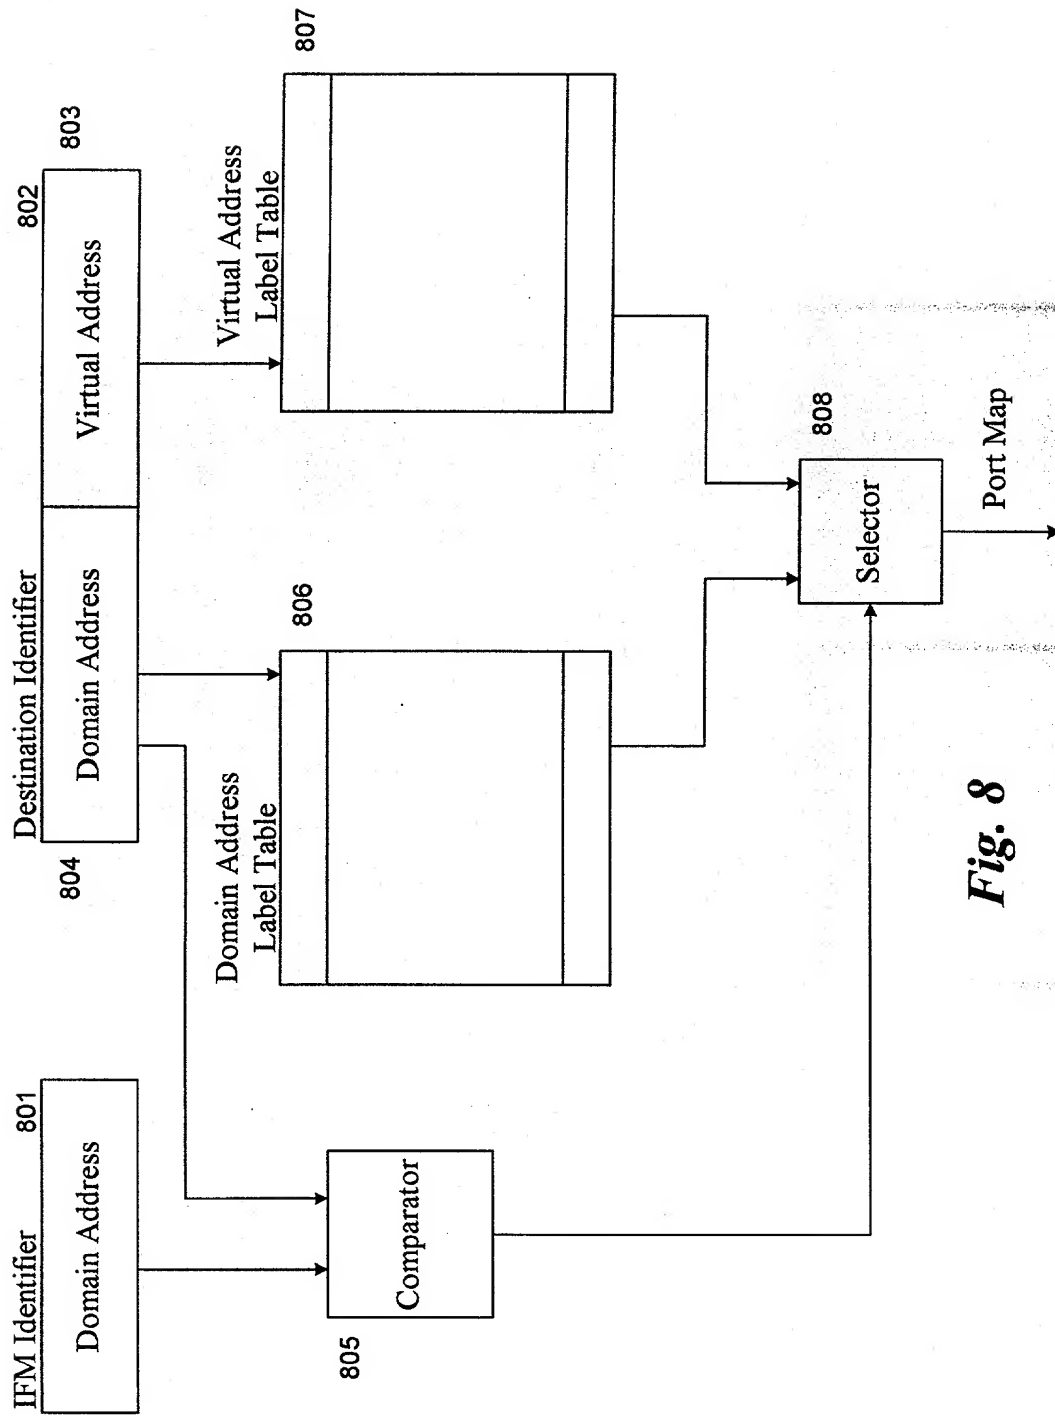 IFM Identifier
801
Domain Address
Destination Identifier
802
804
Domain Address
Virtual Address
803
Domain Address
Label Table
806
Virtual Address
Label Table
807
805
Comparator
Selector
808
Port Map
Fig. 8